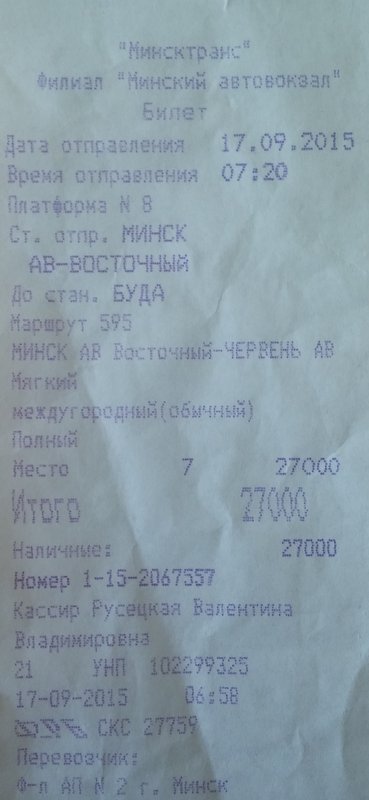 "Минсктранс"
Филиал "Минский автовокзал"
Билет
Дата отправления 17.09.2015
Время отправления 07:20
Платформа N 8
Ст. отпр. МИНСК
АВ-ВОСТОЧНЫЙ
До стан. БУДА
Маршрут 595
МИНСК АВ Восточный-ЧЕРВЕНЬ АВ
Мягкий
междугородный(обычный)
Полный
Место 7 27000
Итого 27000
Наличные: 27000
Номер 1-15-2067557
Кассир Русецкая Валентина
Владимировна
21 УНП 102299325
17-09-2015 06:58
СКС 27759
Перевозчик:
Ф-л АП N 2 г. Минск